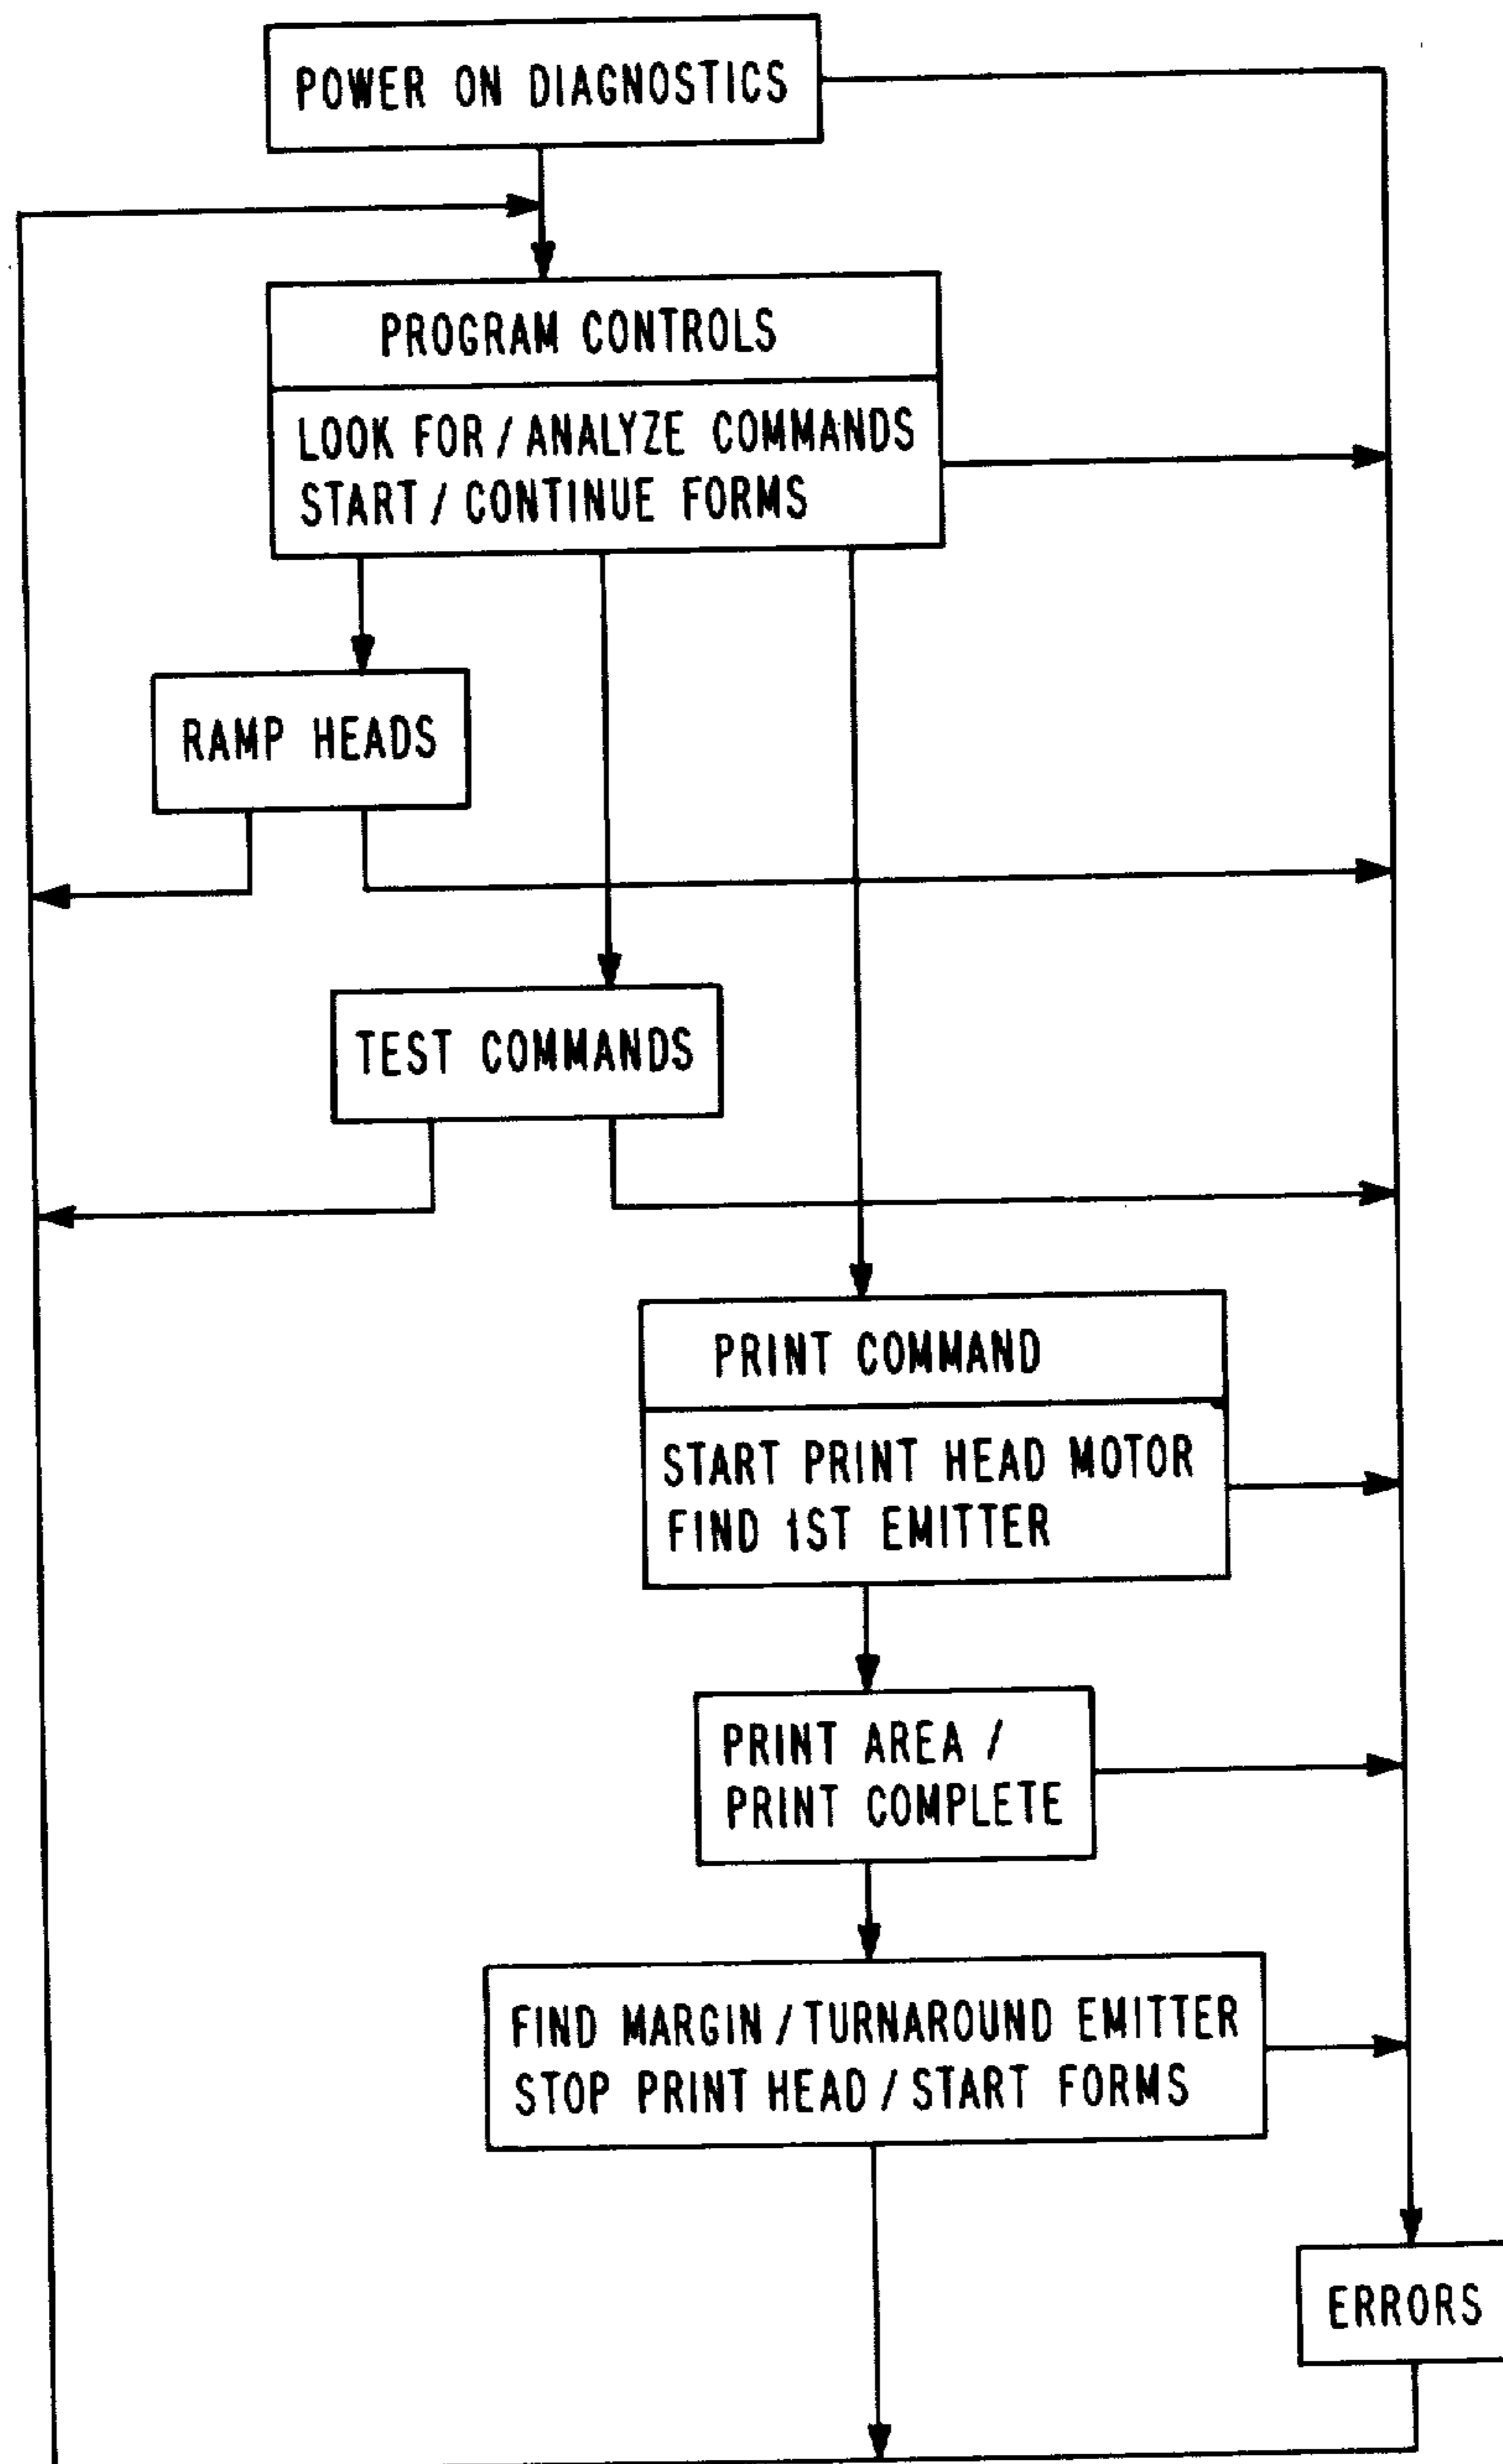 POWER ON DIAGNOSTICS
PROGRAM CONTROLS
LOOK FOR / ANALYZE COMMANDS
START / CONTINUE FORMS
RAMP HEADS
TEST COMMANDS
PRINT COMMAND
START PRINT HEAD MOTOR
FIND 1ST EMITTER
PRINT AREA /
PRINT COMPLETE
FIND MARGIN / TURNAROUND EMITTER
STOP PRINT HEAD / START FORMS
ERRORS